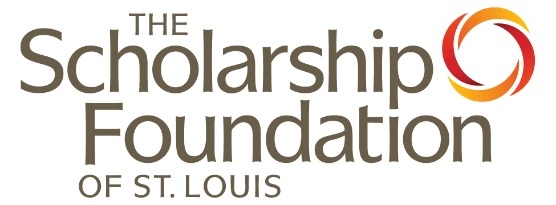 THE
Scholarship
Foundation
OF ST. LOUIS